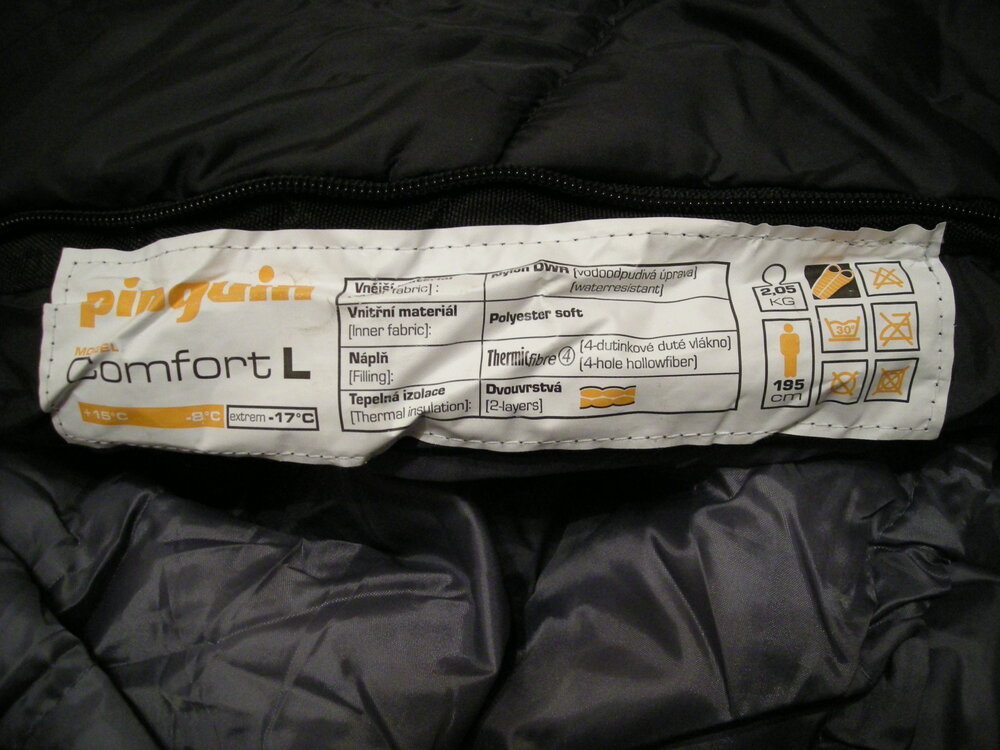 pinguin
MODEL
Comfort L
+15°C -8°C extrem -17°C
Vnější
fabric] :
Nylon DWR [vodoodpudivá úprava]
[waterresistant]
Vnitřní materiál
[Inner fabric]:
Polyester soft
Náplň
[Filling]:
Thermicfibre 4
[4-dutinkové duté vlákno]
[4-hole hollowfiber]
Tepelná izolace
[Thermal insulation]:
Dvouvrstvá
[2-layers]
2,05
KG
195
cm
30°